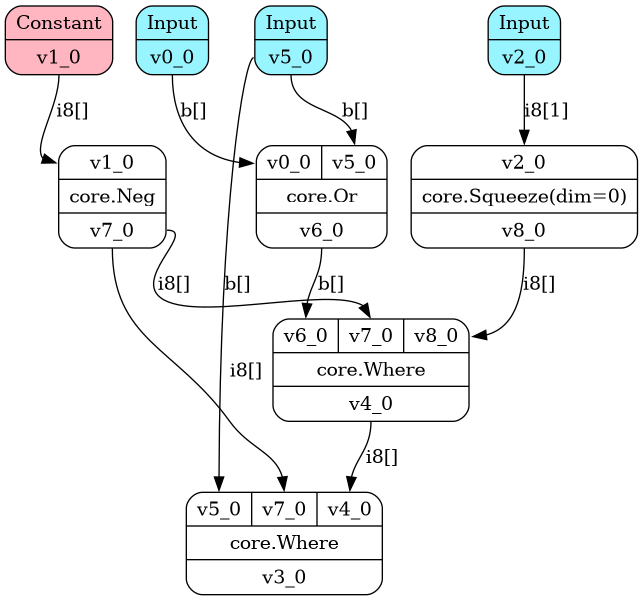 Constant
v1_0
Input
v0_0
Input
v5_0
Input
v2_0
i8[]
b[]
b[]
i8[1]
v1_0
core.Neg
v7_0
v0_0 v5_0
core.Or
v6_0
v2_0
core.Squeeze(dim=0)
v8_0
i8[]
b[]
b[]
i8[]
v6_0 v7_0 v8_0
core.Where
v4_0
i8[]
i8[]
v5_0 v7_0 v4_0
core.Where
v3_0